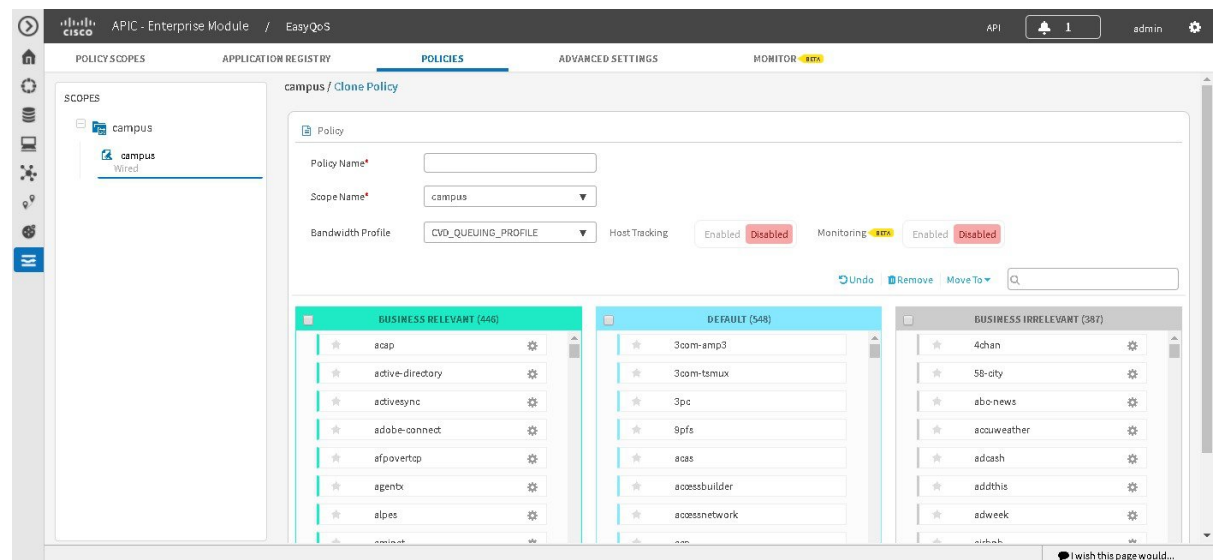 cisco APIC - Enterprise Module / EasyQoS API 1 admin
POLICY SCOPES APPLICATION REGISTRY POLICIES ADVANCED SETTINGS MONITOR BETA
SCOPES
campus
campus
Wired
campus / Clone Policy
Policy
Policy Name*
Scope Name* campus
Bandwidth Profile CVD_QUEUING_PROFILE Host Tracking Enabled Disabled Monitoring BETA Enabled Disabled
Undo Remove Move To
BUSINESS RELEVANT (446) DEFAULT (548) BUSINESS IRRELEVANT (387)
acap 3com-amp3 4chan
active-directory 3com-tsmux 58-city
activesync 3pc abc-news
adobe-connect 9pfs accuweather
afpovertcp acas adcash
agentx accessbuilder addthis
alpes accessnetwork adweek
I wish this page would...